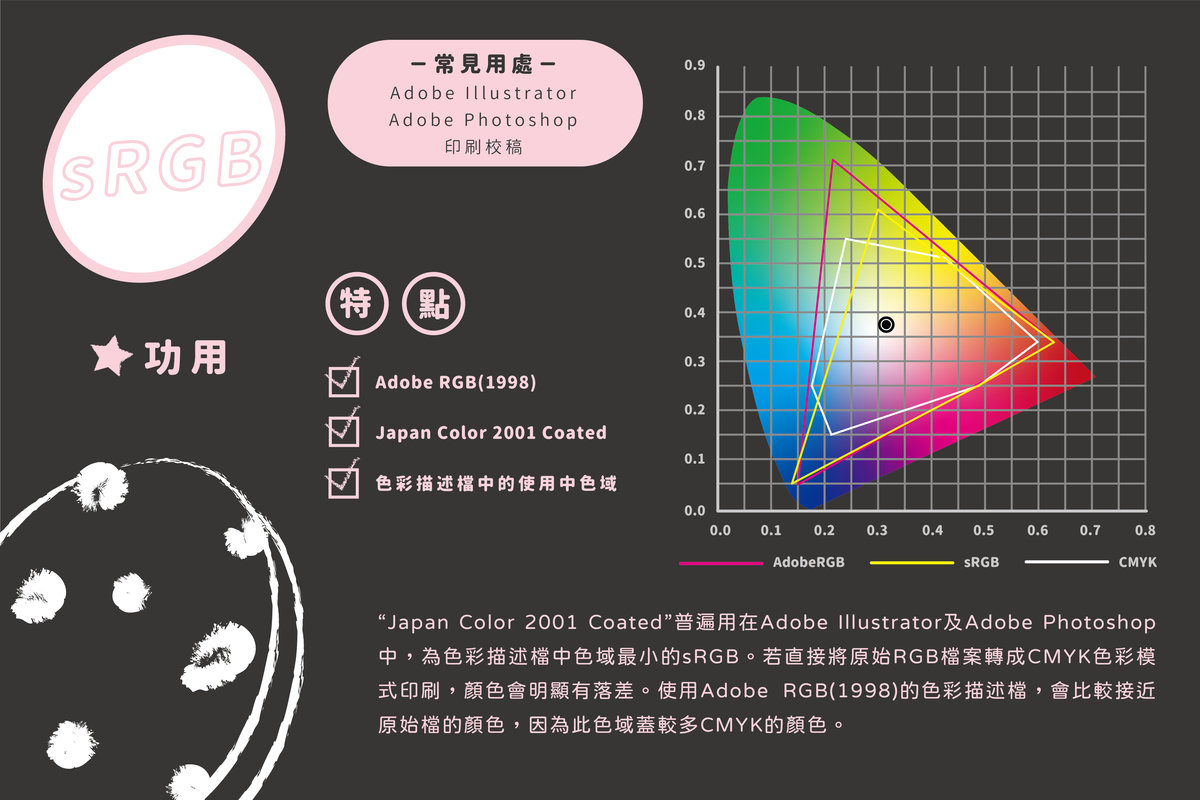 sRGB
功用
－常見用處－
Adobe Illustrator
Adobe Photoshop
印刷校稿
特點
Adobe RGB(1998)
Japan Color 2001 Coated
色彩描述檔中的使用中色域
0.9
0.8
0.7
0.6
0.5
0.4
0.3
0.2
0.1
0.0
0.0 0.1 0.2 0.3 0.4 0.5 0.6 0.7 0.8
AdobeRGB sRGB CMYK
“Japan Color 2001 Coated”普遍用在Adobe Illustrator及Adobe Photoshop
中，為色彩描述檔中色域最小的sRGB。若直接將原始RGB檔案轉成CMYK色彩模
式印刷，顏色會明顯有落差。使用Adobe RGB(1998)的色彩描述檔，會比較接近
原始檔的顏色，因為此色域蓋較多CMYK的顏色。